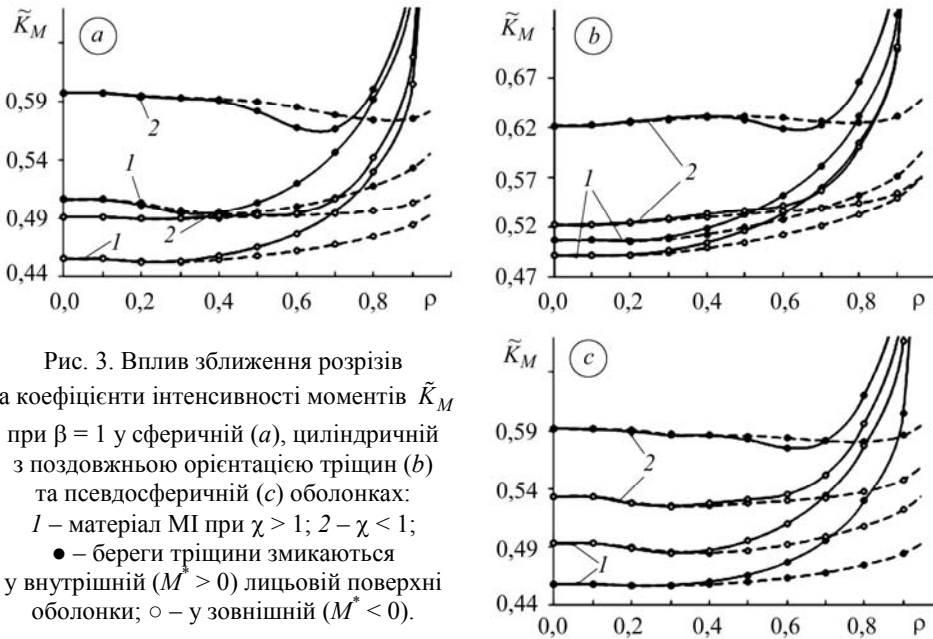 K̃_M
a
0,59
0,54
0,49
0,44
2
1
2
1
0,0 0,2 0,4 0,6 0,8 ρ
K̃_M
b
0,67
0,62
0,57
0,52
0,47
2
1
2
1
0,0 0,2 0,4 0,6 0,8 ρ
Рис. 3. Вплив зближення розрізів
а коефіцієнти інтенсивності моментів K̃_M
при β = 1 у сферичній (a), циліндричній
з поздовжньою орієнтацією тріщин (b)
та псевдосферичній (c) оболонках:
1 – матеріал МІ при χ > 1; 2 – χ < 1;
● – береги тріщини змикаються
у внутрішній (M* > 0) лицьовій поверхні
оболонки; ○ – у зовнішній (M* < 0).
K̃_M
c
0,59
0,54
0,49
0,44
2
1
0,0 0,2 0,4 0,6 0,8 ρ